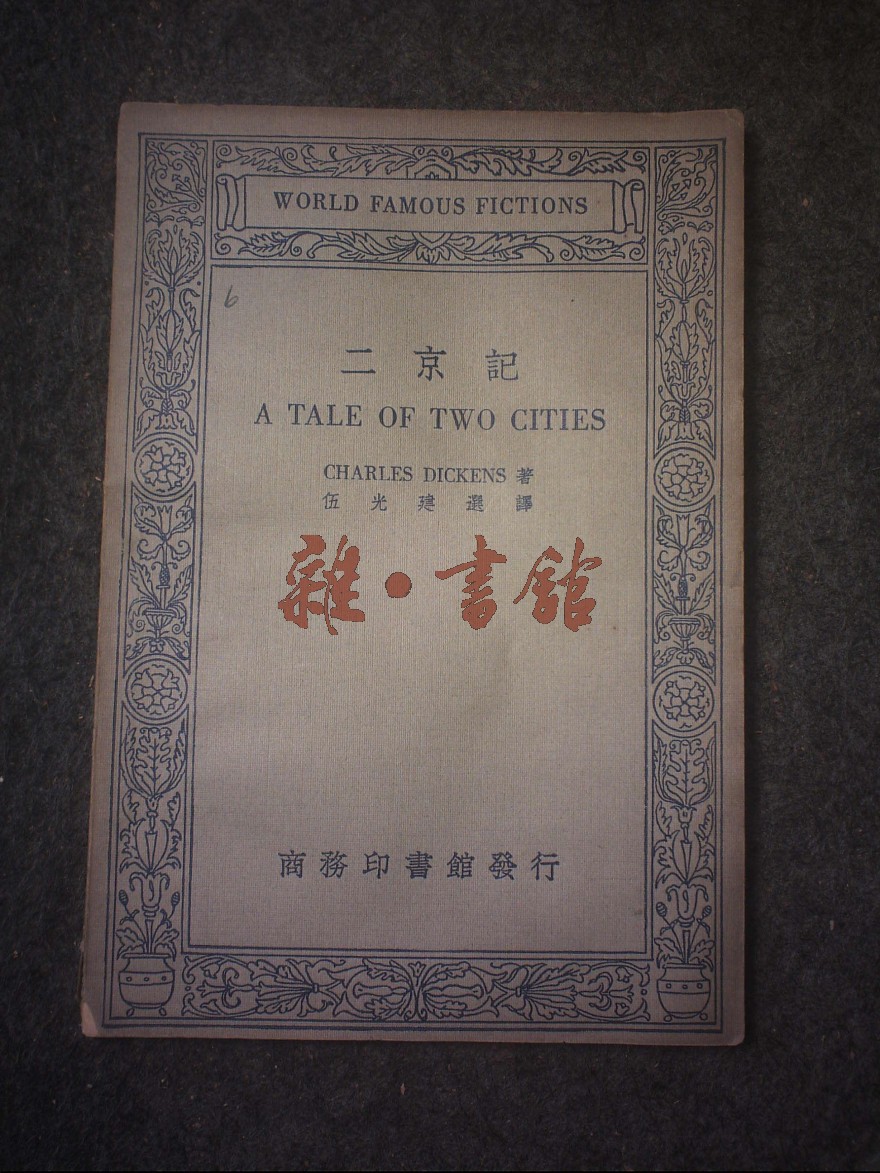 WORLD FAMOUS FICTIONS
6
二京記
A TALE OF TWO CITIES
CHARLES DICKENS 著
伍光建選譯
雜·書館
商務印書館發行